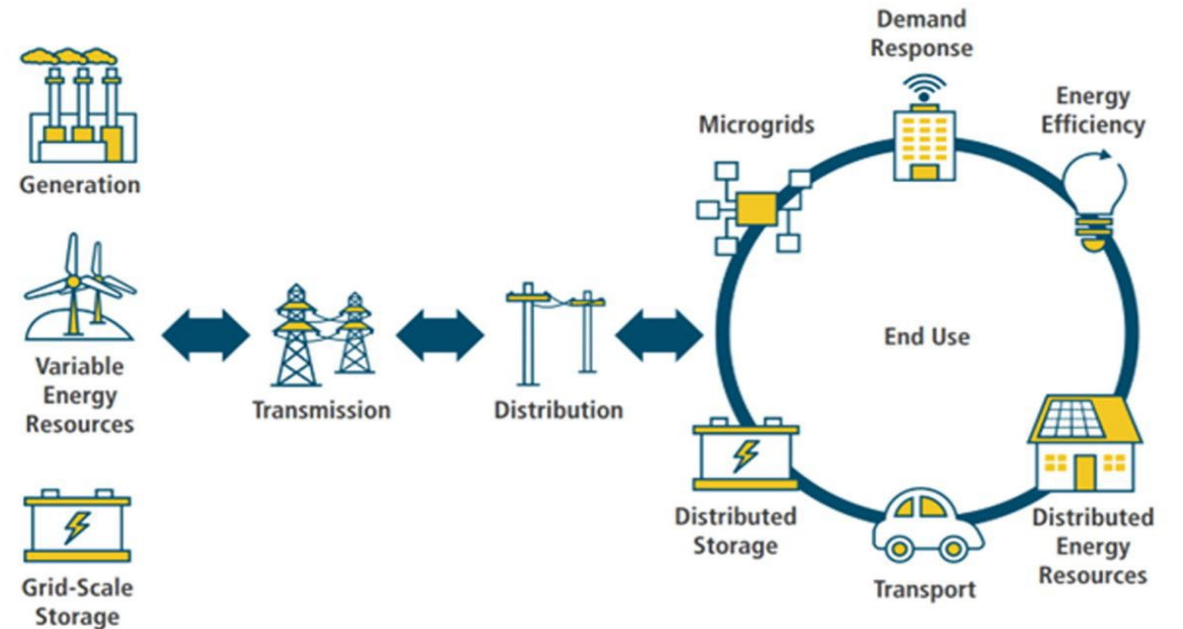 Generation
Variable
Energy
Resources
Grid-Scale
Storage
Transmission
Distribution
Demand
Response
Energy
Efficiency
Microgrids
End Use
Distributed
Storage
Transport
Distributed
Energy
Resources